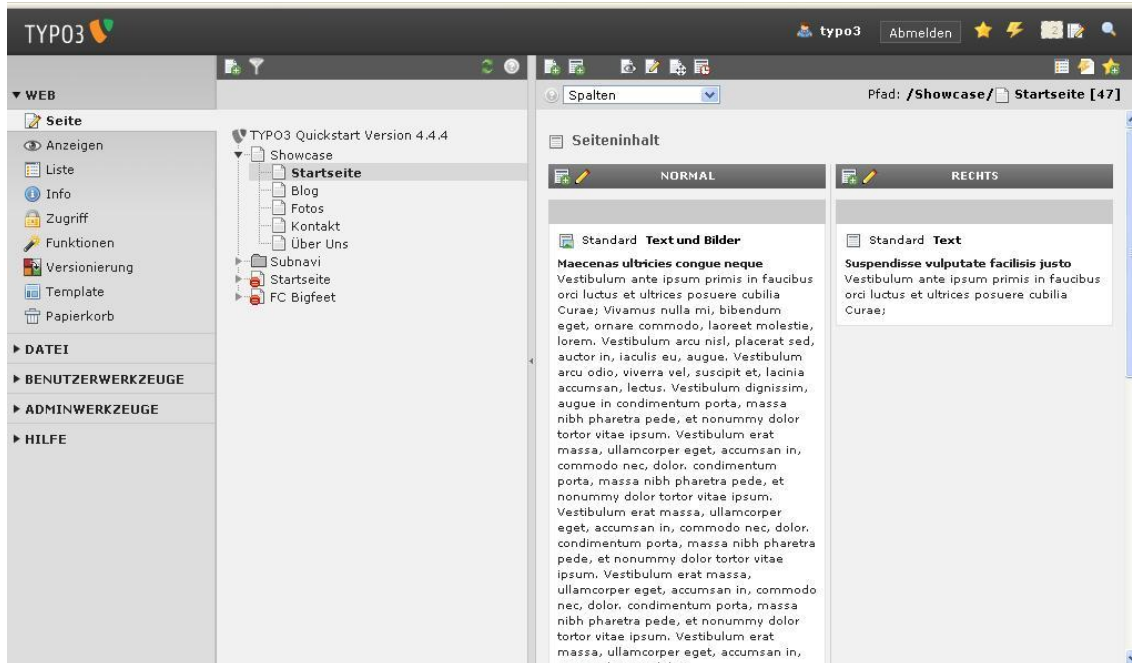 TYPO3
typo3 Abmelden 2
WEB
Seite
Anzeigen
Liste
Info
Zugriff
Funktionen
Versionierung
Template
Papierkorb
DATEI
BENUTZERWERKZEUGE
ADMINWERKZEUGE
HILFE
TYPO3 Quickstart Version 4.4.4
Showcase
Startseite
Blog
Fotos
Kontakt
Über Uns
Subnavi
Startseite
FC Bigfeet
Spalten
Pfad: /Showcase/ Startseite [47]
Seiteninhalt
NORMAL
Standard Text und Bilder
Maecenas ultricies congue neque
Vestibulum ante ipsum primis in faucibus
orci luctus et ultrices posuere cubilia
Curae; Vivamus nulla mi, bibendum
eget, ornare commodo, laoreet molestie,
lorem. Vestibulum arcu nisl, placerat sed,
auctor in, iaculis eu, augue. Vestibulum
arcu odio, viverra vel, suscipit et, lacinia
accumsan, lectus. Vestibulum dignissim,
augue in condimentum porta, massa
nibh pharetra pede, et nonummy dolor
tortor vitae ipsum. Vestibulum erat
massa, ullamcorper eget, accumsan in,
commodo nec, dolor. condimentum
porta, massa nibh pharetra pede, et
nonummy dolor tortor vitae ipsum.
Vestibulum erat massa, ullamcorper
eget, accumsan in, commodo nec, dolor.
condimentum porta, massa nibh pharetra
pede, et nonummy dolor tortor vitae
ipsum. Vestibulum erat massa,
ullamcorper eget, accumsan in, commodo
nec, dolor. condimentum porta, massa
nibh pharetra pede, et nonummy dolor
tortor vitae ipsum. Vestibulum erat
massa, ullamcorper eget, accumsan in,
RECHTS
Standard Text
Suspendisse vulputate facilisis justo
Vestibulum ante ipsum primis in faucibus
orci luctus et ultrices posuere cubilia
Curae;